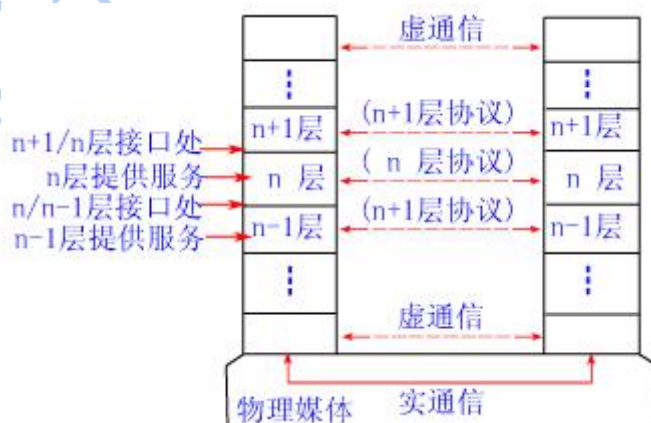 虚通信
n+1层 (n+1层协议) n+1层
n+1/n层接口处
n层提供服务 n 层 ( n 层协议) n 层
n/n-1层接口处
n-1层提供服务 n-1层 (n+1层协议) n-1层
虚通信
物理媒体 实通信